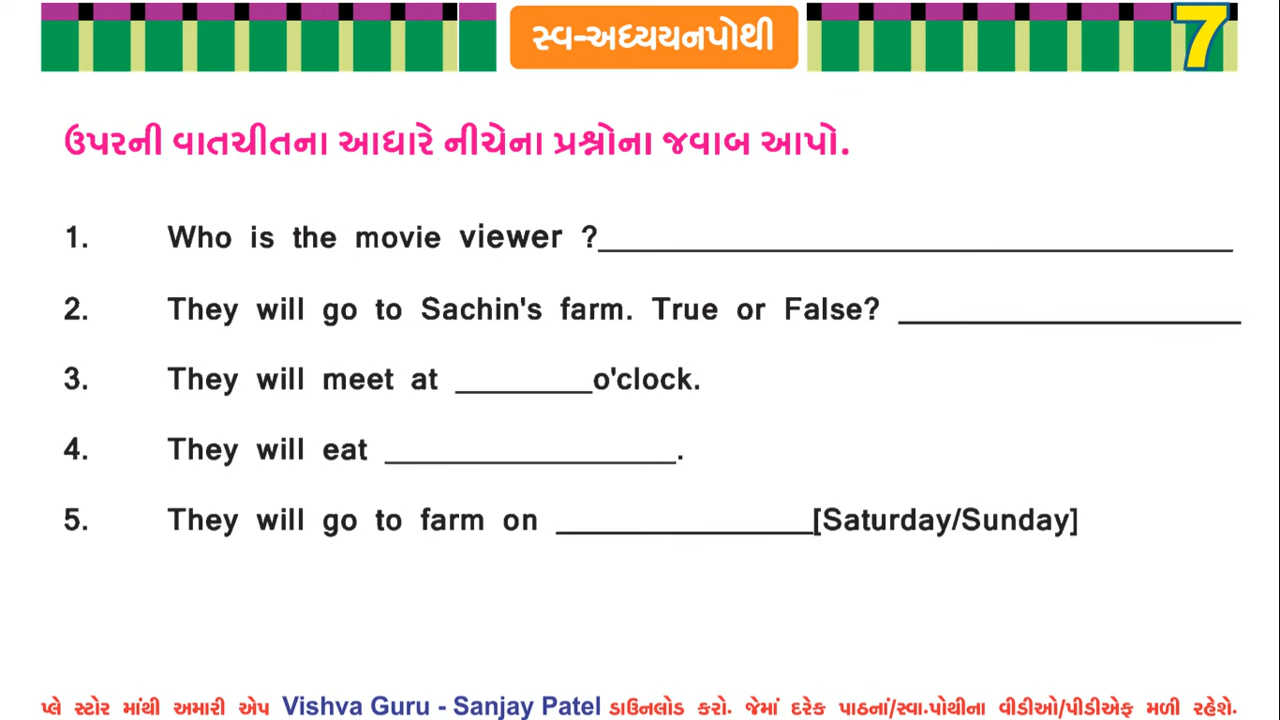 સ્વ-અધ્યયનપોથી
7
ઉપરની વાતચીતના આધારે નીચેના પ્રશ્નોના જવાબ આપો.
1. Who is the movie viewer ?
2. They will go to Sachin's farm. True or False?
3. They will meet at ________o'clock.
4. They will eat ________________.
5. They will go to farm on ______________[Saturday/Sunday]
પ્લે સ્ટોર માંથી અમારી એપ Vishva Guru - Sanjay Patel ડાઉનલોડ કરો. જેમાં દરેક પાઠનાં/સ્વા.પોથીના વીડીઓ/પીડીએફ મળી રહેશે.